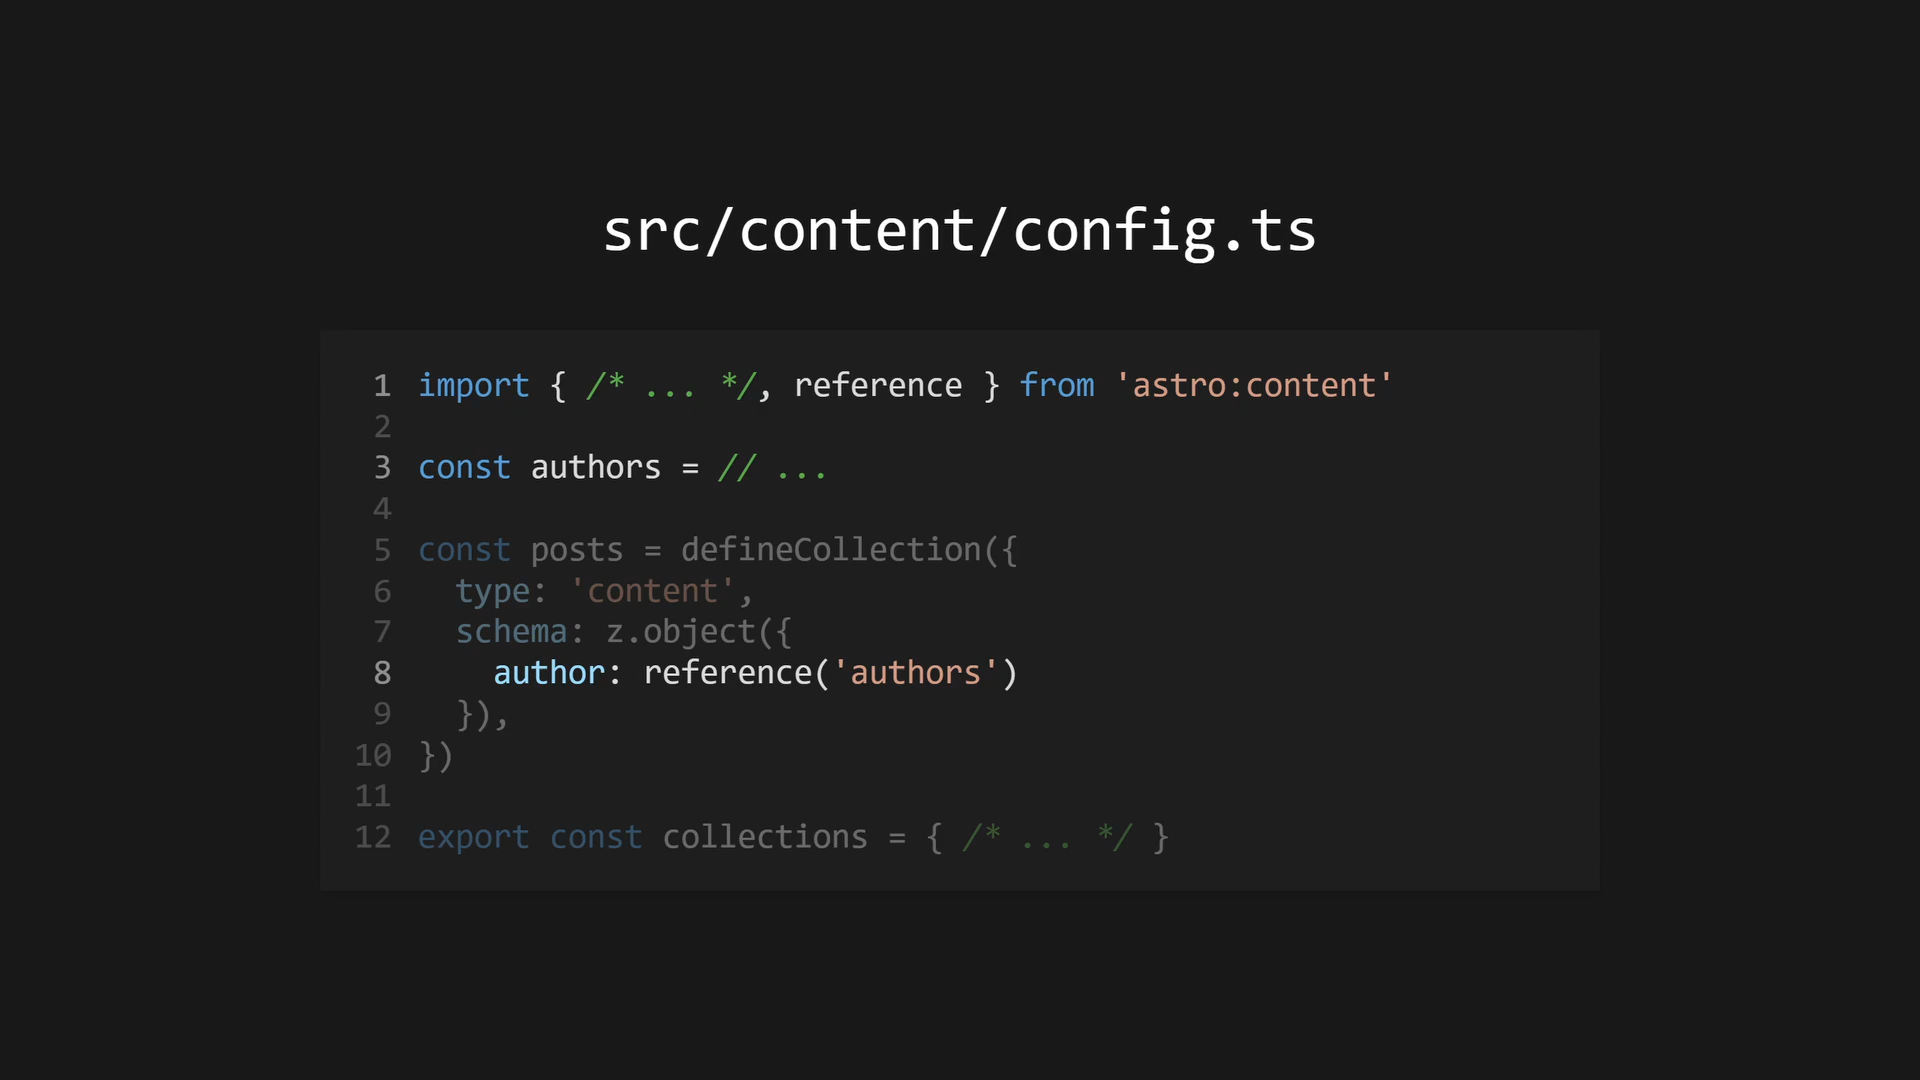 src/content/config.ts
1 import { /* ... */, reference } from 'astro:content'
2
3 const authors = // ...
4
5 const posts = defineCollection({
6   type: 'content',
7   schema: z.object({
8     author: reference('authors')
9   }),
10 })
11
12 export const collections = { /* ... */ }